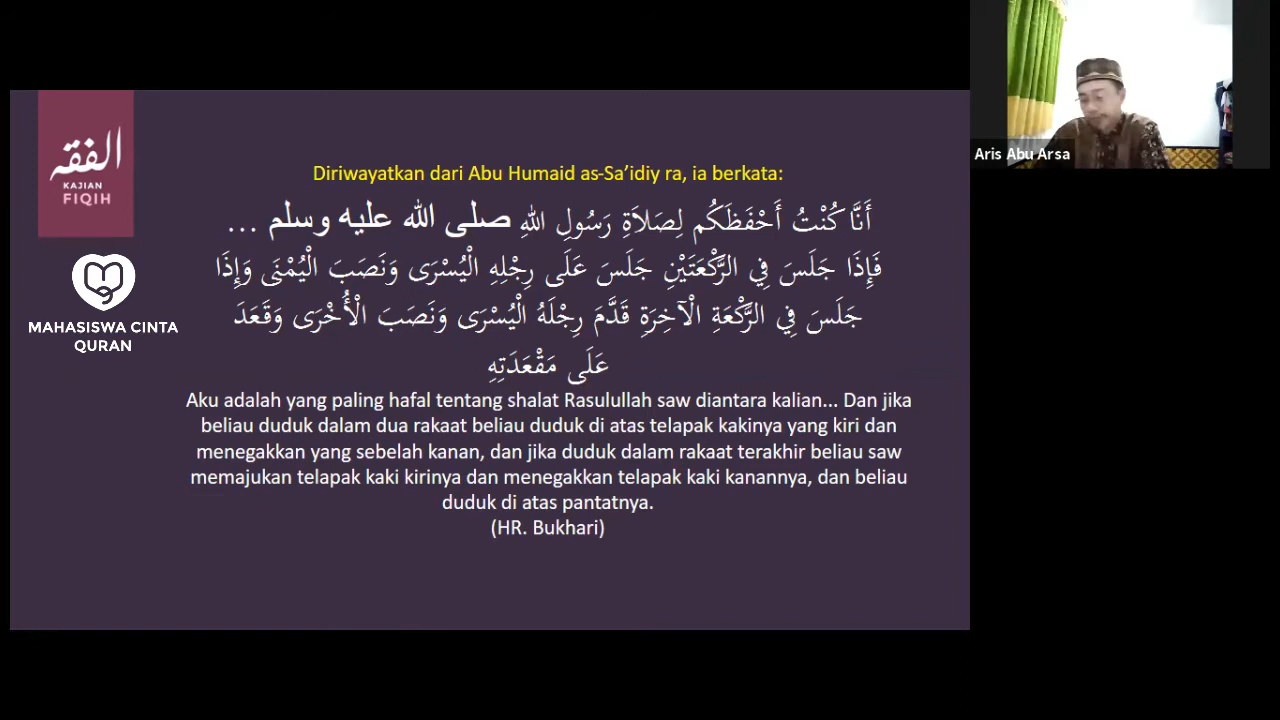 الفقه
KAJIAN
FIQIH
MAHASISWA CINTA
QURAN
Diriwayatkan dari Abu Humaid as-Sa’idiy ra, ia berkata:
أَنَّا كُنْتُ أَحْفَظَكُم لِصَلاَةِ رَسُولِ اللهِ صلى الله عليه وسلم ...
فَإِذَا جَلَسَ فِي الرَّكْعَتَيْنِ جَلَسَ عَلَى رِجْلِهِ الْيُسْرَى وَنَصَبَ الْيُمْنَى وَإِذَا
جَلَسَ فِي الرَّكْعَةِ الْآخِرَةِ قَدَّمَ رِجْلَهُ الْيُسْرَى وَنَصَبَ الْأُخْرَى وَقَعَدَ
عَلَى مَقْعَدَتِهِ
Aku adalah yang paling hafal tentang shalat Rasulullah saw diantara kalian... Dan jika
beliau duduk dalam dua rakaat beliau duduk di atas telapak kakinya yang kiri dan
menegakkan yang sebelah kanan, dan jika duduk dalam rakaat terakhir beliau saw
memajukan telapak kaki kirinya dan menegakkan telapak kaki kanannya, dan beliau
duduk di atas pantatnya.
(HR. Bukhari)
Aris Abu Arsa